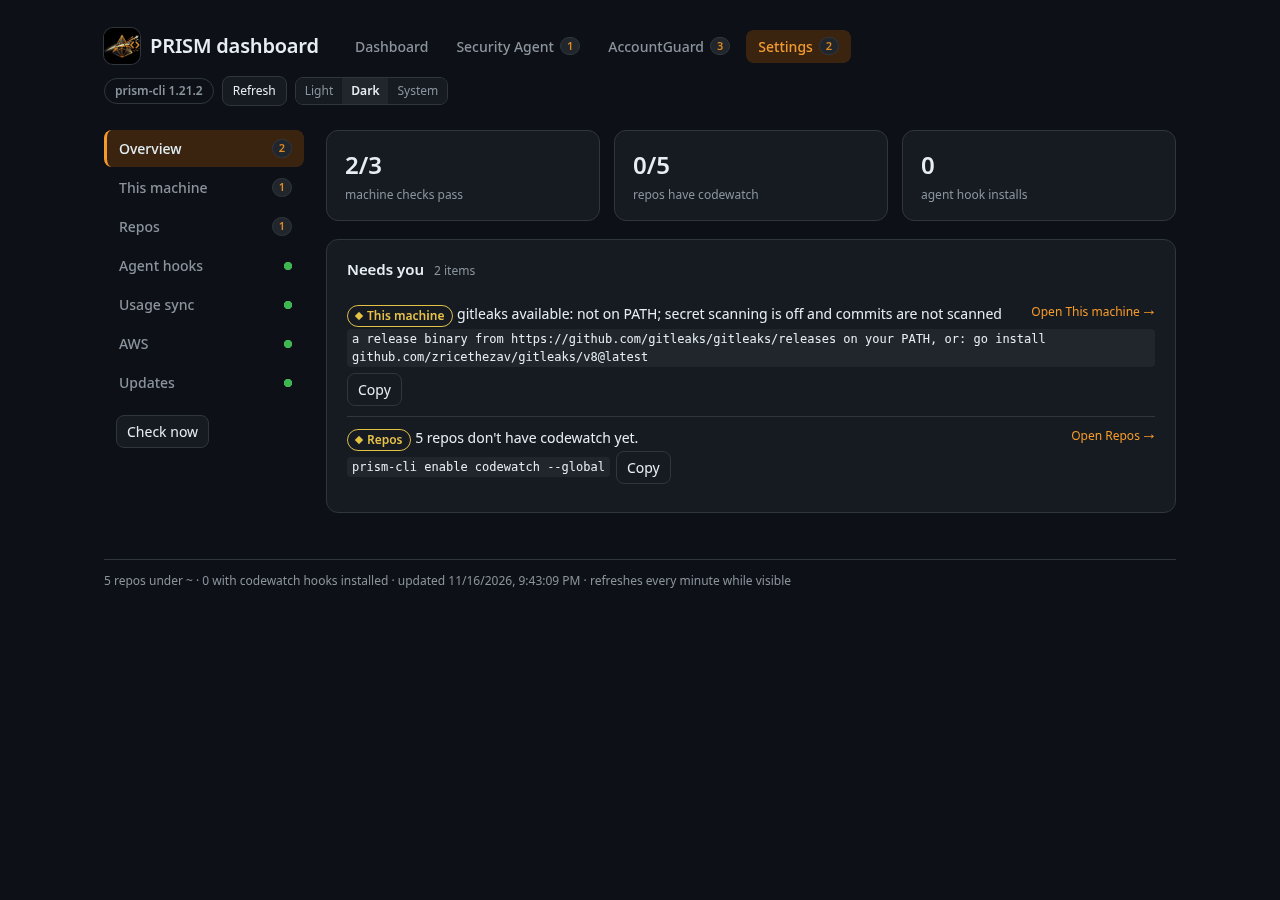 PRISM dashboard
Dashboard
Security Agent 1
AccountGuard 3
Settings 2
prism-cli 1.21.2
Refresh
Light
Dark
System
Overview 2
This machine 1
Repos 1
Agent hooks
Usage sync
AWS
Updates
Check now
2/3
machine checks pass
0/5
repos have codewatch
0
agent hook installs
Needs you 2 items
◆ This machine gitleaks available: not on PATH; secret scanning is off and commits are not scanned Open This machine →
a release binary from https://github.com/gitleaks/gitleaks/releases on your PATH, or: go install
github.com/zricethezav/gitleaks/v8@latest
Copy
◆ Repos 5 repos don't have codewatch yet. Open Repos →
prism-cli enable codewatch --global Copy
5 repos under ~ · 0 with codewatch hooks installed · updated 11/16/2026, 9:43:09 PM · refreshes every minute while visible